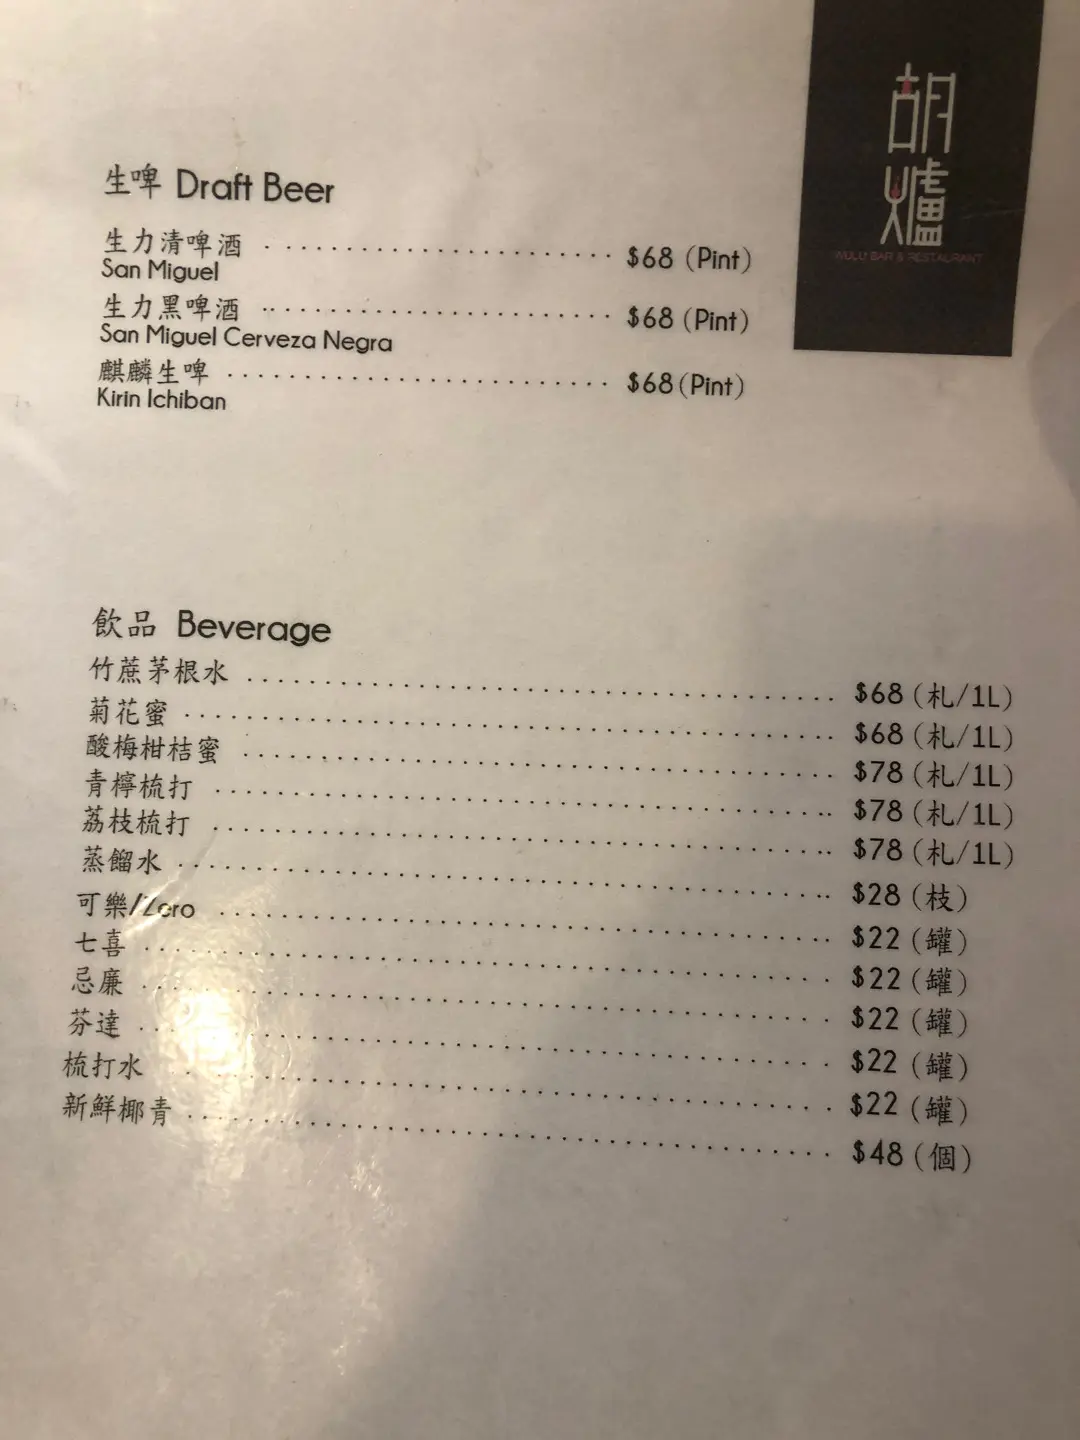 胡爐
WULU BAR & RESTAURANT
生啤 Draft Beer
生力清啤酒 $68 (Pint)
San Miguel
生力黑啤酒 $68 (Pint)
San Miguel Cerveza Negra
麒麟生啤 $68(Pint)
Kirin Ichiban
飲品 Beverage
竹蔗茅根水 $68 (札/1L)
菊花蜜 $68 (札/1L)
酸梅柑桔蜜 $78 (札/1L)
青檸梳打 $78 (札/1L)
荔枝梳打 $78 (札/1L)
蒸餾水 $28 (枝)
可樂/Zero $22 (罐)
七喜 $22 (罐)
忌廉 $22 (罐)
芬達 $22 (罐)
梳打水 $22 (罐)
新鮮椰青 $48 (個)